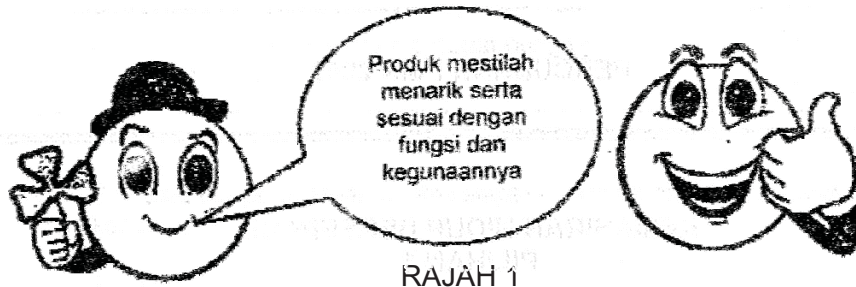 Produk mestilah
menarik serta
sesuai dengan
fungsi dan
kegunaannya
RAJAH 1